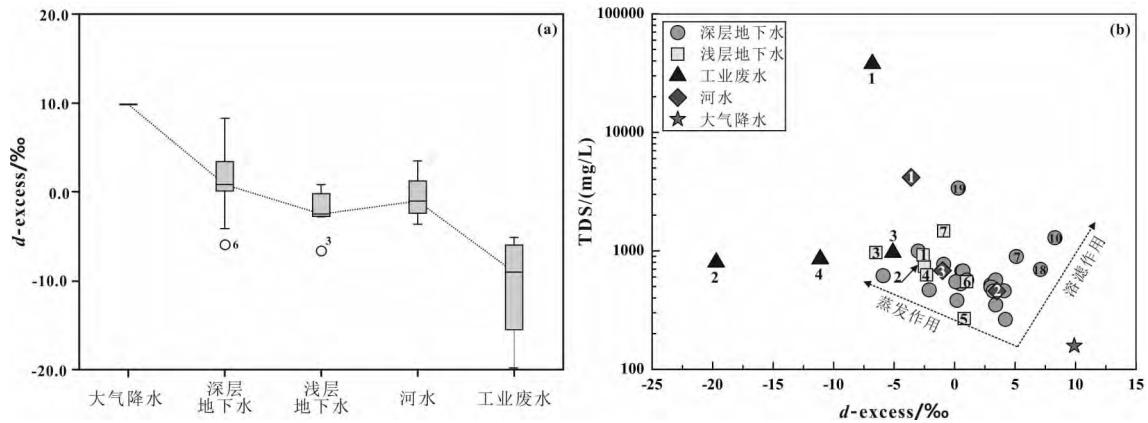 20.0
10.0
0.0
-10.0
-20.0
d-excess/‰
(a)
6
3
大气降水
深层
地下水
浅层
地下水
河水
工业废水
100000
10000
1000
100
TDS/(mg/L)
(b)
深层地下水
浅层地下水
工业废水
河水
大气降水
1
1
19
7
10
3
3
1
7
18
2
4
2
4
3
6
2
5
蒸发作用
溶滤作用
-25
-20
-15
-10
-5
0
5
10
15
d-excess/‰